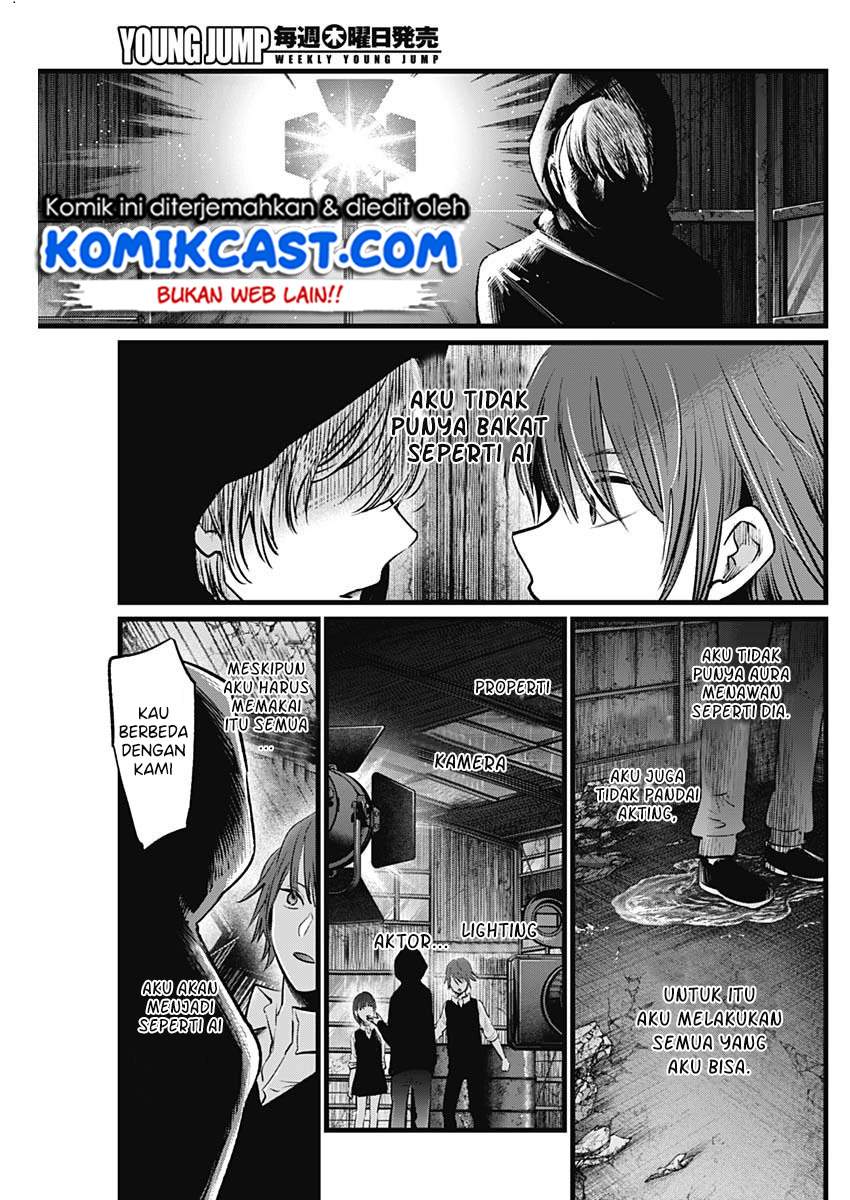 YOUNG JUMP 毎週木曜日発売
WEEKLY YOUNG JUMP
Komik ini diterjemahkan & diedit oleh
KOMIKCAST.COM
BUKAN WEB LAIN!!
AKU TIDAK
PUNYA BAKAT
SEPERTI AI
AKU TIDAK
PUNYA AURA
MENAWAN
SEPERTI DIA.
AKU JUGA
TIDAK PANDAI
AKTING,
UNTUK ITU
AKU MELAKUKAN
SEMUA YANG
AKU BISA.
PROPERTI
KAMERA
LIGHTING
AKTOR...
MESKIPUN
AKU HARUS
MEMAKAI
ITU SEMUA
...
KAU
BERBEDA
DENGAN
KAMI
AKU AKAN
MENJADI
SEPERTI AI